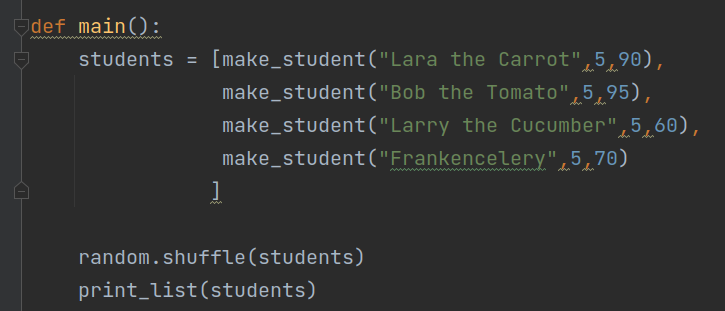 def main():
    students = [make_student("Lara the Carrot",5,90),
                make_student("Bob the Tomato",5,95),
                make_student("Larry the Cucumber",5,60),
                make_student("Frankencelery",5,70)
               ]
    random.shuffle(students)
    print_list(students)